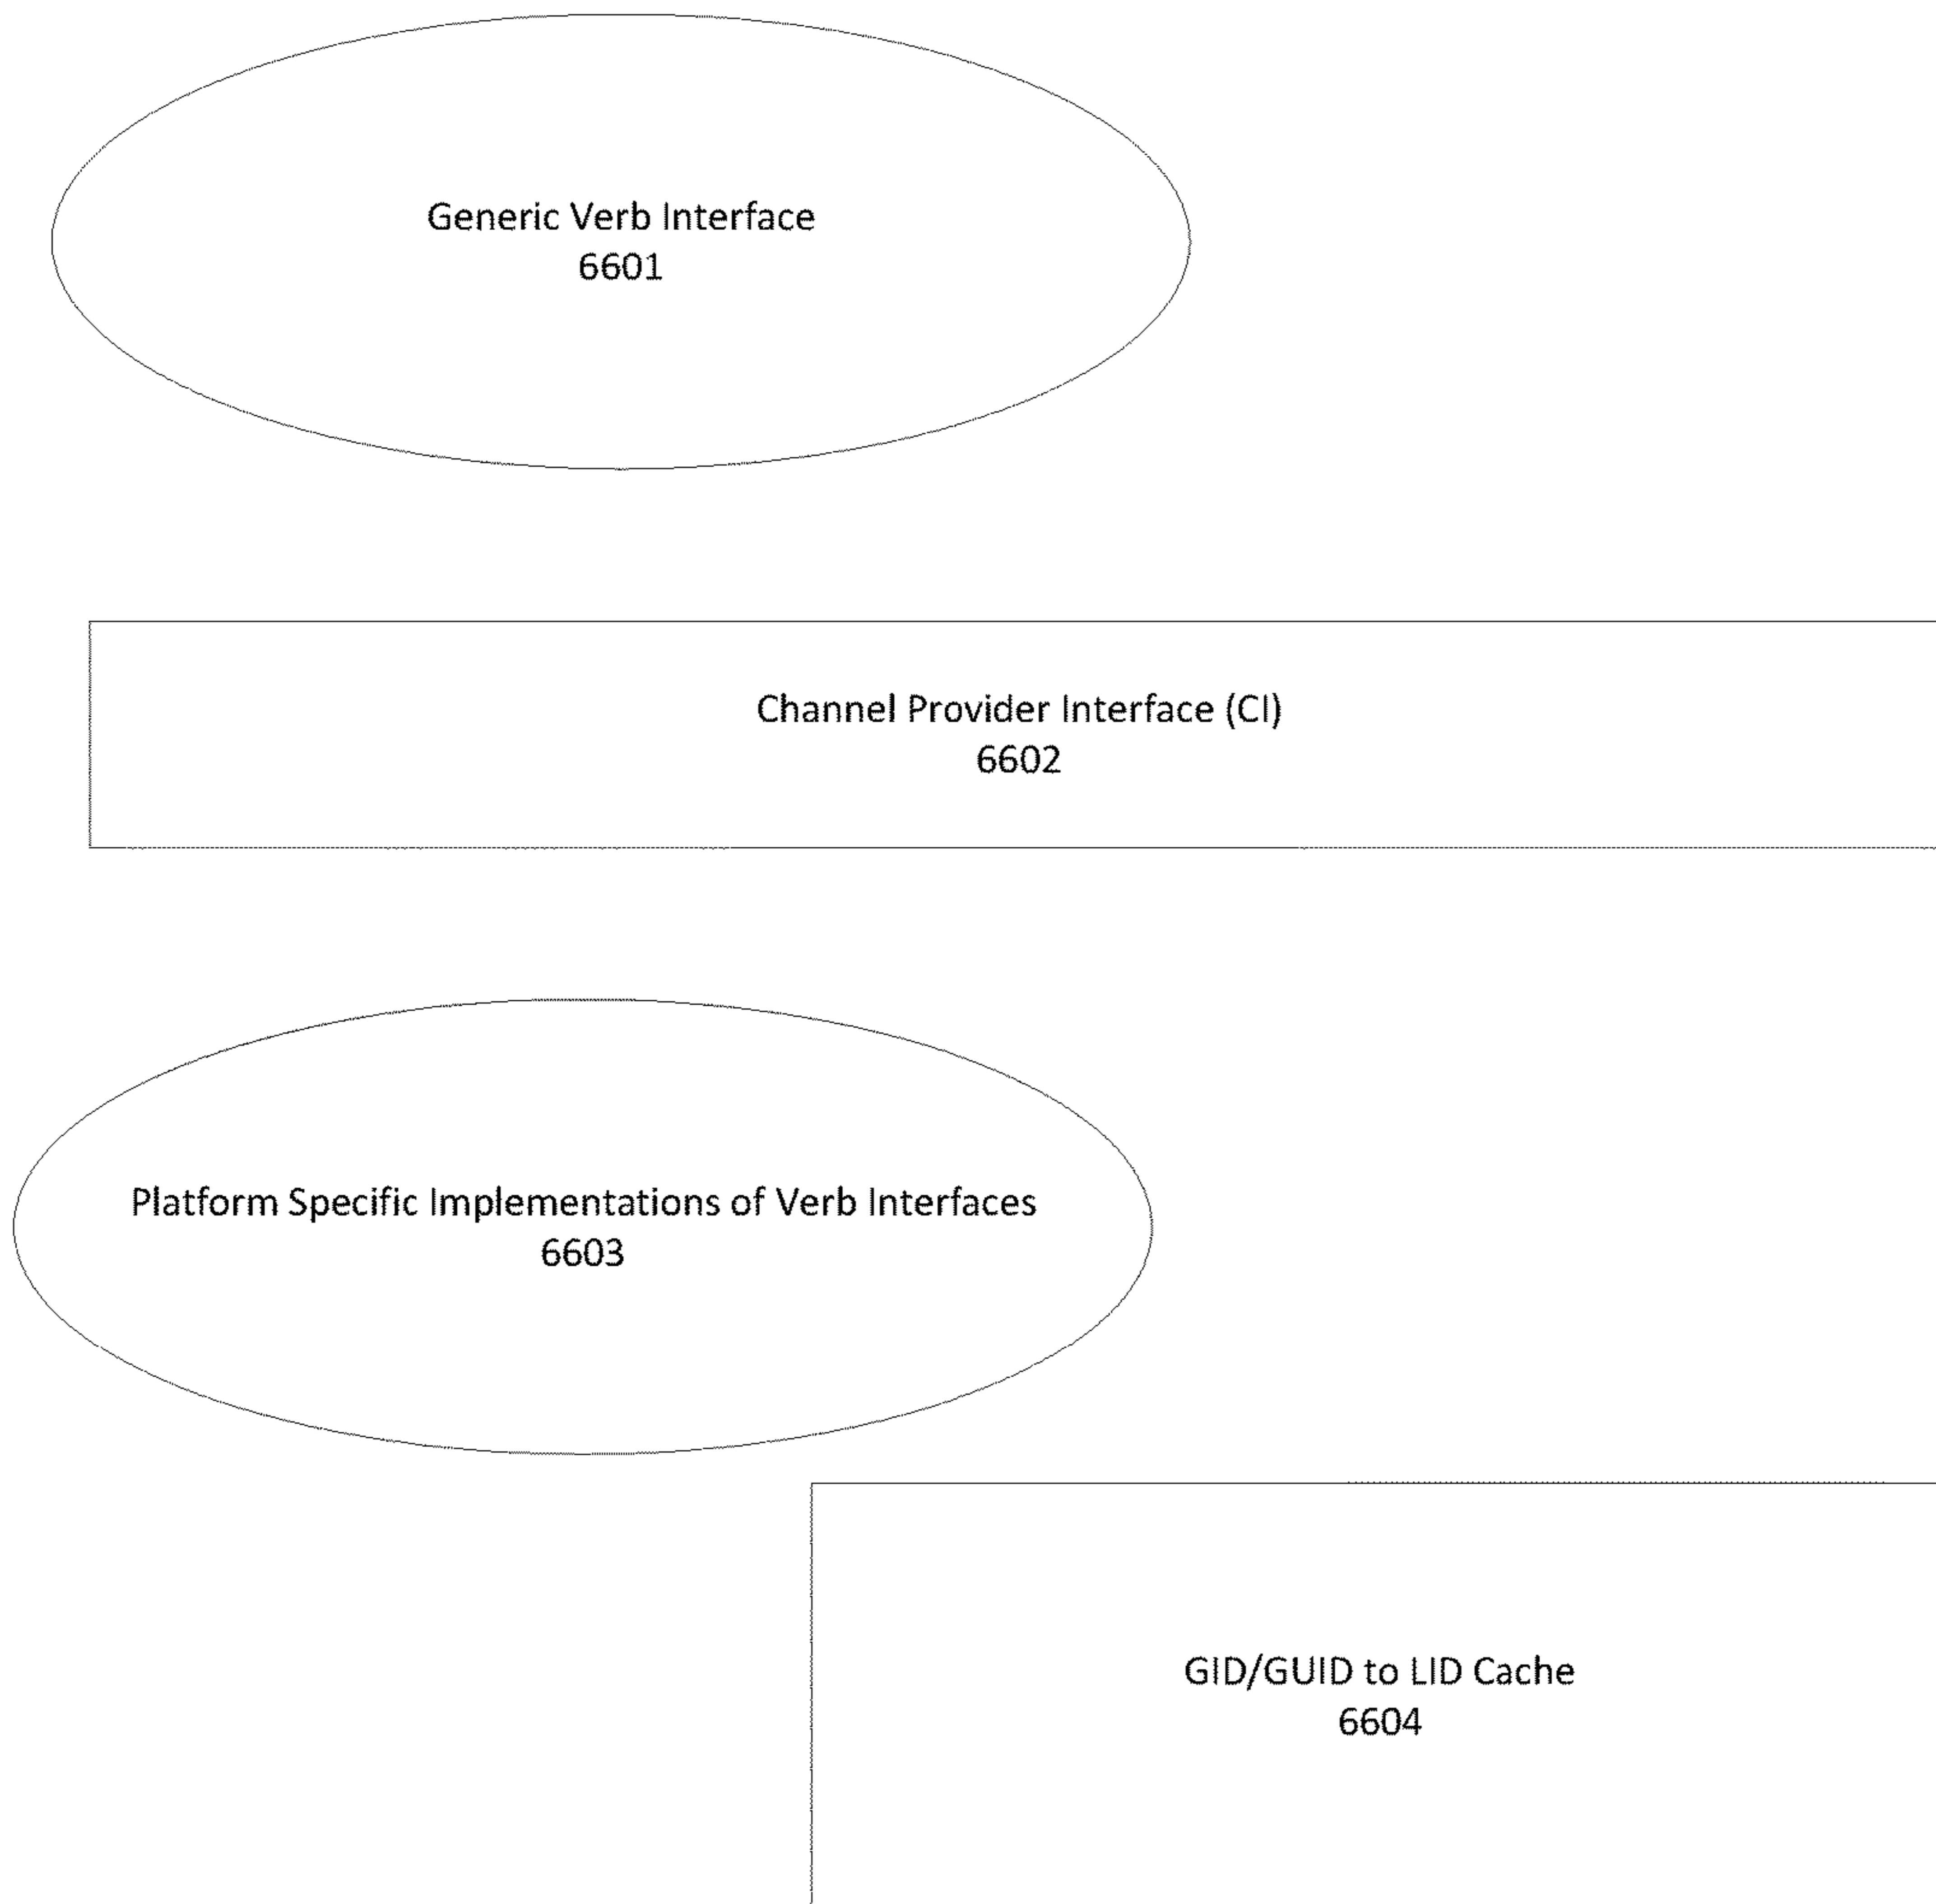 Generic Verb Interface
6601
Channel Provider Interface (CI)
6602
Platform Specific Implementations of Verb Interfaces
6603
GID/GUID to LID Cache
6604